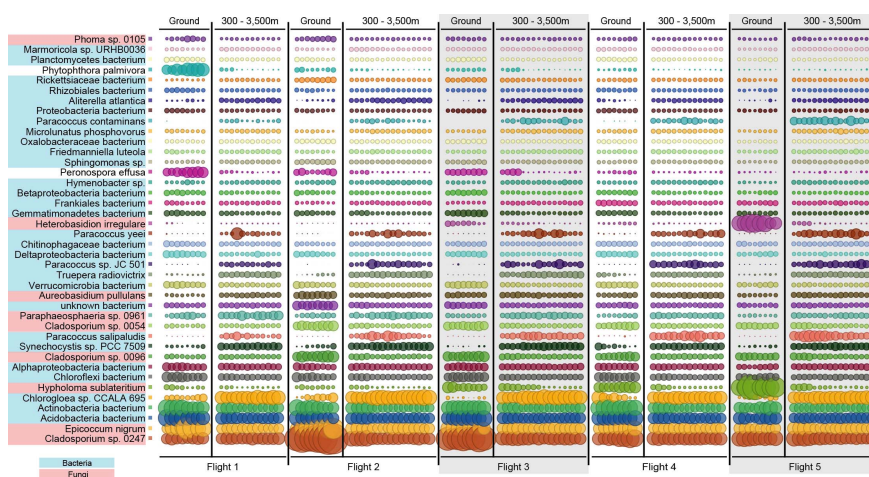 Ground 300 - 3,500m Ground 300 - 3,500m Ground 300 - 3,500m Ground 300 - 3,500m Ground 300 - 3,500m
Phoma sp. 0105
Marmoricola sp. URHB0036
Planctomycetes bacterium
Phytophthora palmivora
Rickettsiaceae bacterium
Rhizobiales bacterium
Aliterella atlantica
Proteobacteria bacterium
Paracoccus contaminans
Microlunatus phosphovorus
Oxalobacteraceae bacterium
Friedmanniella luteola
Sphingomonas sp.
Peronospora effusa
Hymenobacter sp.
Betaproteobacteria bacterium
Frankiales bacterium
Gemmatimonadetes bacterium
Heterobasidion irregulare
Paracoccus yeei
Chitinophagaceae bacterium
Deltaproteobacteria bacterium
Paracoccus sp. JC 501
Truepera radiovictrix
Verrucomicrobia bacterium
Aureobasidium pullulans
unknown bacterium
Paraphaeosphaeria sp. 0961
Cladosporium sp. 0054
Paracoccus salipaludis
Synechocystis sp. PCC 7509
Cladosporium sp. 0096
Alphaproteobacteria bacterium
Chloroflexi bacterium
Hypholoma sublateritium
Chlorogloea sp. CCALA 695
Actinobacteria bacterium
Acidobacteria bacterium
Epicoccum nigrum
Cladosporium sp. 0247
Flight 1 Flight 2 Flight 3 Flight 4 Flight 5
Bacteria
Fungi